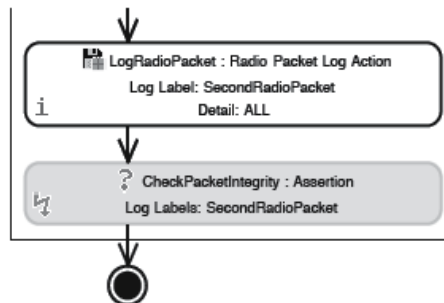 LogRadioPacket : Radio Packet Log Action
Log Label: SecondRadioPacket
Detail: ALL
i
? CheckPacketIntegrity : Assertion
Log Labels: SecondRadioPacket